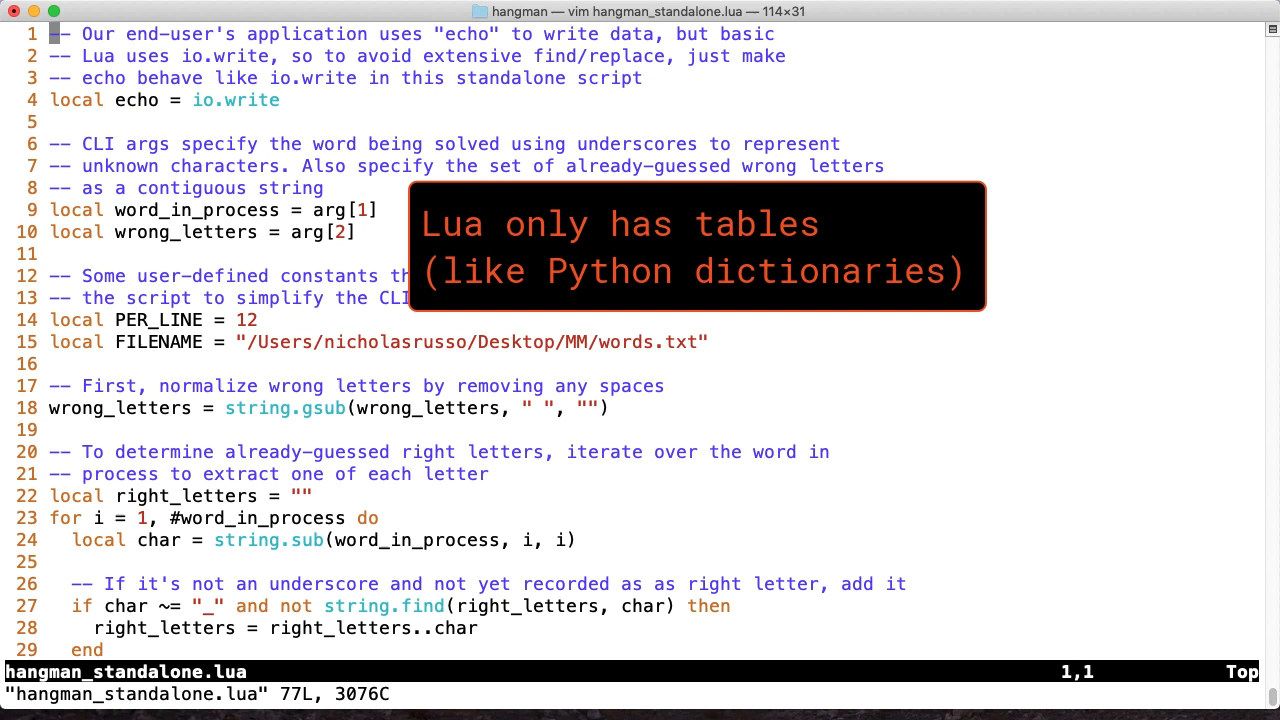 hangman — vim hangman_standalone.lua — 114×31
1 -- Our end-user's application uses "echo" to write data, but basic
2 -- Lua uses io.write, so to avoid extensive find/replace, just make
3 -- echo behave like io.write in this standalone script
4 local echo = io.write
5
6 -- CLI args specify the word being solved using underscores to represent
7 -- unknown characters. Also specify the set of already-guessed wrong letters
8 -- as a contiguous string
9 local word_in_process = arg[1]
10 local wrong_letters = arg[2]
11
12 -- Some user-defined constants
13 -- the script to simplify the CLI
Lua only has tables
(like Python dictionaries)
14 local PER_LINE = 12
15 local FILENAME = "/Users/nicholasrusso/Desktop/MM/words.txt"
16
17 -- First, normalize wrong letters by removing any spaces
18 wrong_letters = string.gsub(wrong_letters, " ", "")
19
20 -- To determine already-guessed right letters, iterate over the word in
21 -- process to extract one of each letter
22 local right_letters = ""
23 for i = 1, #word_in_process do
24 local char = string.sub(word_in_process, i, i)
25
26 -- If it's not an underscore and not yet recorded as as right letter, add it
27 if char ~= "_" and not string.find(right_letters, char) then
28 right_letters = right_letters..char
29 end
hangman_standalone.lua 1,1 Top
"hangman_standalone.lua" 77L, 3076C